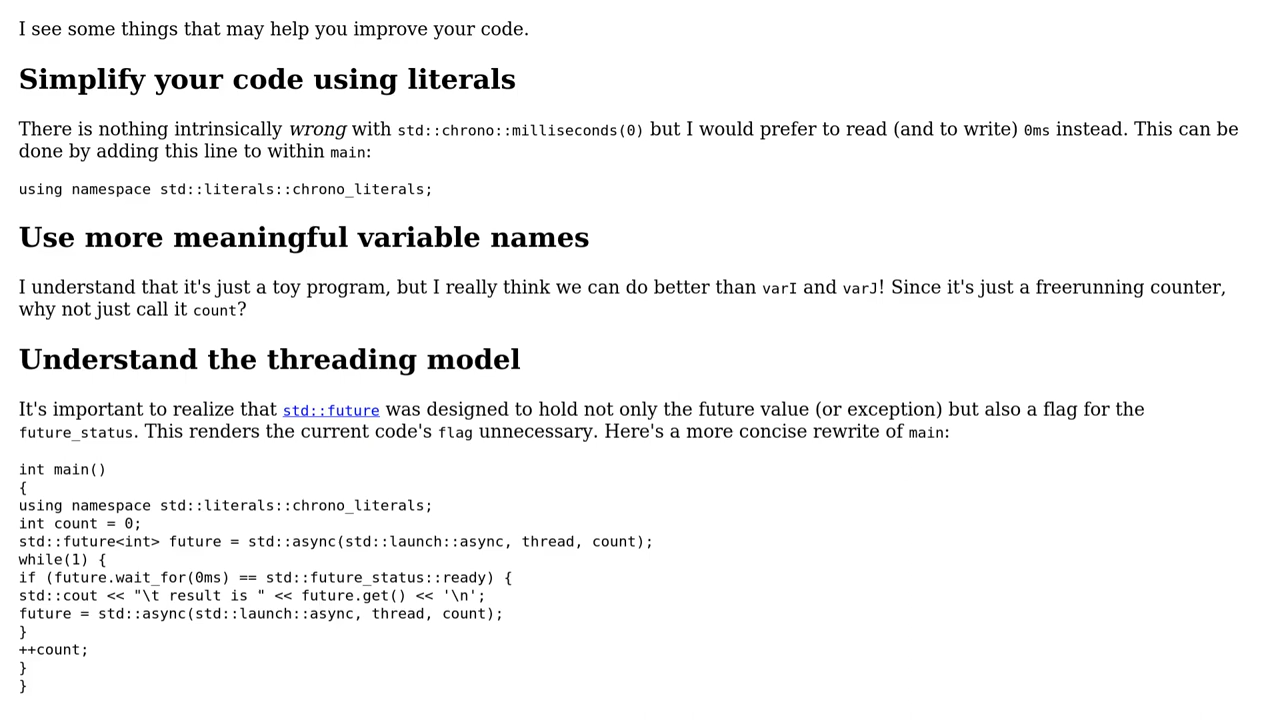 I see some things that may help you improve your code.
Simplify your code using literals
There is nothing intrinsically wrong with std::chrono::milliseconds(0) but I would prefer to read (and to write) 0ms instead. This can be
done by adding this line to within main:
using namespace std::literals::chrono_literals;
Use more meaningful variable names
I understand that it's just a toy program, but I really think we can do better than varI and varJ! Since it's just a freerunning counter,
why not just call it count?
Understand the threading model
It's important to realize that std::future was designed to hold not only the future value (or exception) but also a flag for the
future_status. This renders the current code's flag unnecessary. Here's a more concise rewrite of main:
int main()
{
using namespace std::literals::chrono_literals;
int count = 0;
std::future<int> future = std::async(std::launch::async, thread, count);
while(1) {
if (future.wait_for(0ms) == std::future_status::ready) {
std::cout << "\t result is " << future.get() << '\n';
future = std::async(std::launch::async, thread, count);
}
++count;
}
}